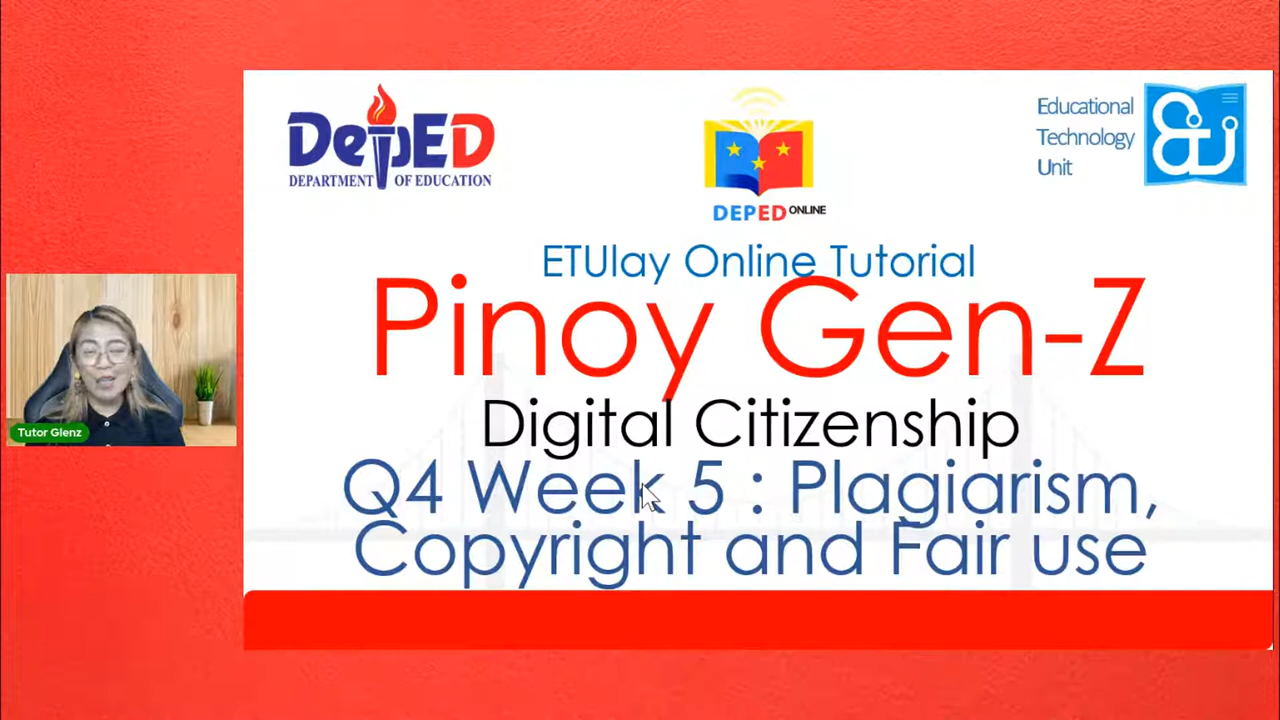 DepED
DEPARTMENT OF EDUCATION
DEPED ONLINE
Educational
Technology
Unit
ETUlay Online Tutorial
Pinoy Gen-Z
Digital Citizenship
Q4 Week 5 : Plagiarism,
Copyright and Fair use
Tutor Glenz